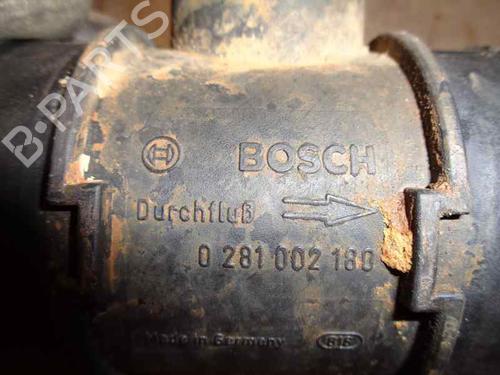 B-PARTS
BOSCH
Durchfluß
0 281 002 180
Made in Germany